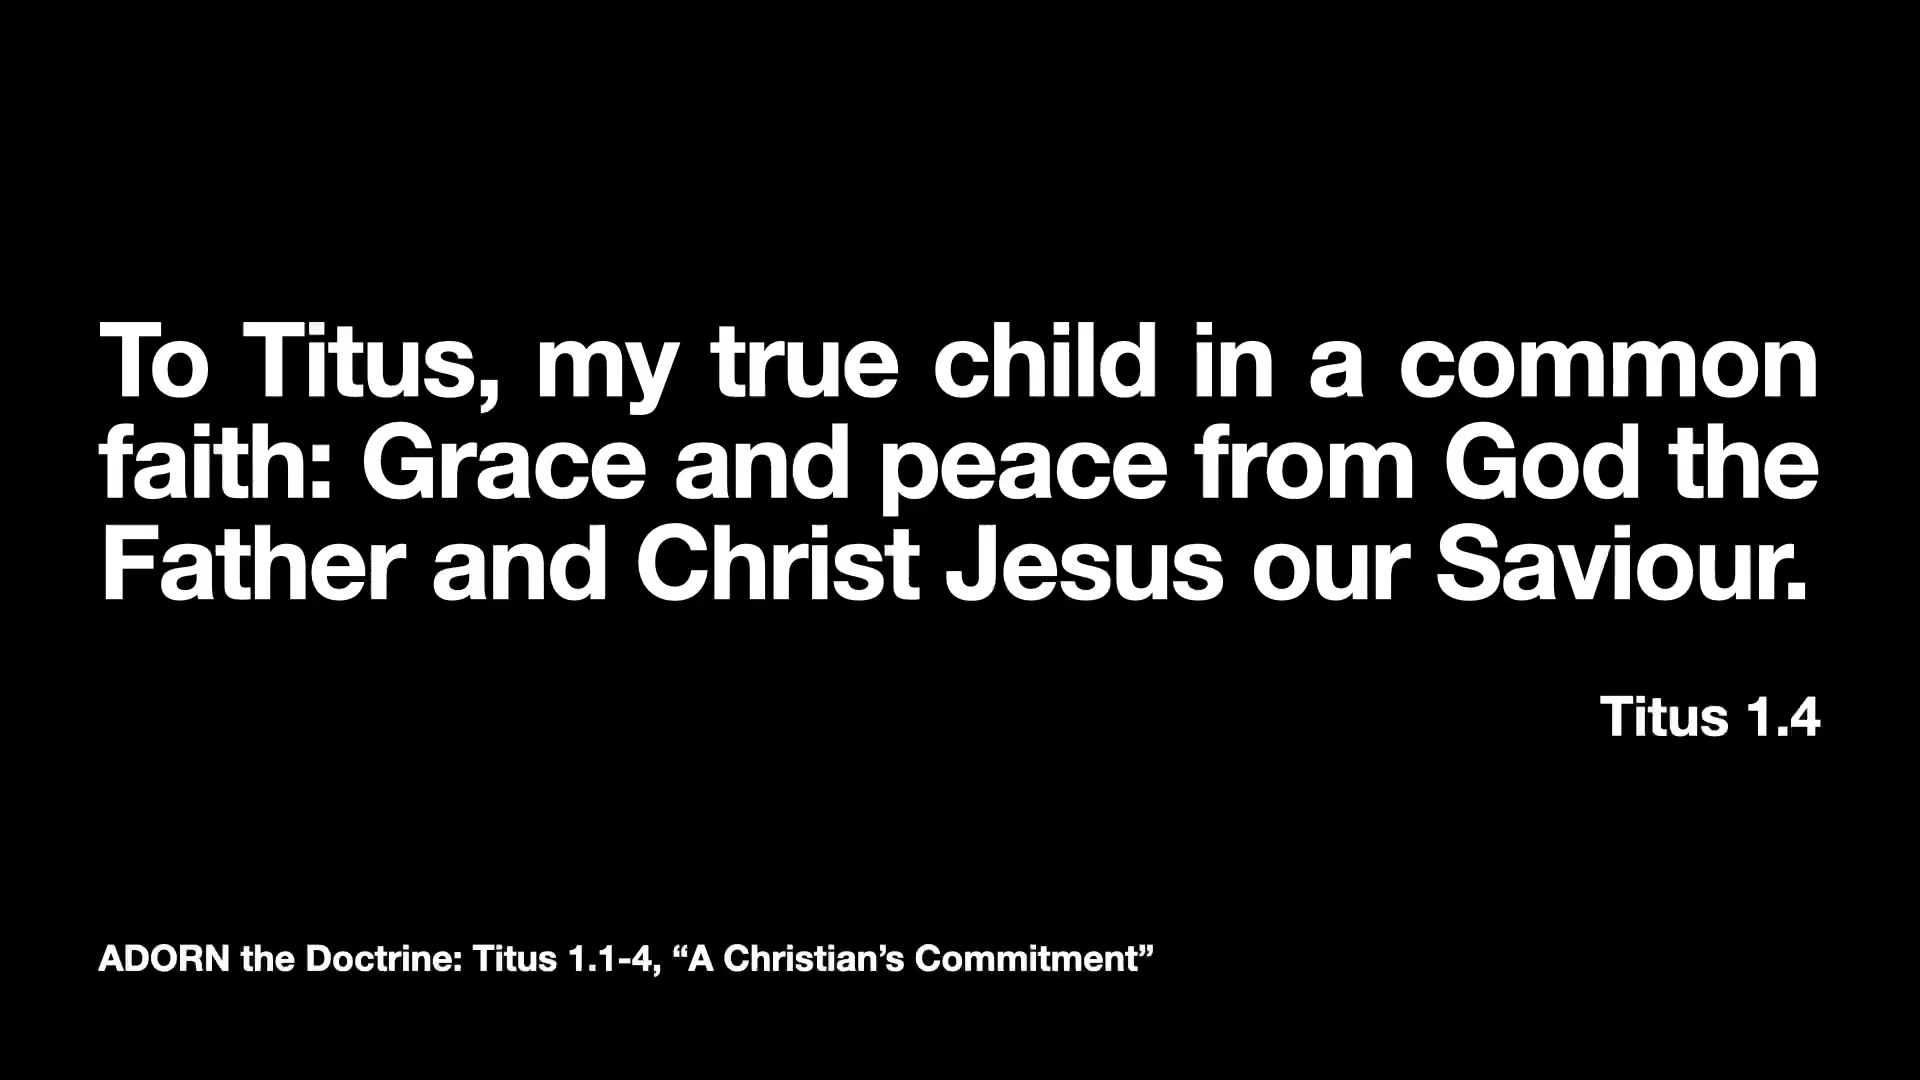 To Titus, my true child in a common
faith: Grace and peace from God the
Father and Christ Jesus our Saviour.
Titus 1.4
ADORN the Doctrine: Titus 1.1-4, “A Christian’s Commitment”